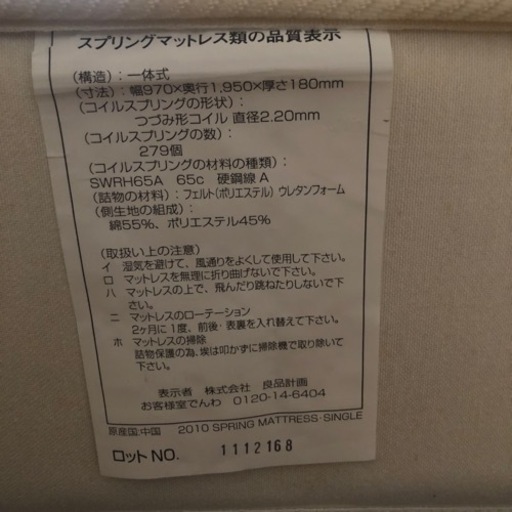 スプリングマットレス類の品質表示
(構造):一体式
(寸法):幅970×奥行1,950×厚さ180mm
(コイルスプリングの形状):
つづみ形コイル 直径2.20mm
(コイルスプリングの数):
279個
(コイルスプリングの材料の種類):
SWRH65A 65c 硬鋼線A
(詰物の材料):フェルト(ポリエステル) ウレタンフォーム
(側生地の組成):
綿55%、ポリエステル45%
(取扱い上の注意)
イ 湿気を避けて、風通りをよくして使用して下さい。
ロ マットレスを無理に折り曲げないで下さい。
ハ マットレスの上で、飛んだり跳ねたりしないで下
さい。
ニ マットレスのローテーション
2ヶ月に1度、前後・表裏を入れ替えて下さい。
ホ マットレスの掃除
詰物保護の為、埃は叩かずに掃除機で取り除いて
下さい。
表示者 株式会社 良品計画
お客様室でんわ 0120-14-6404
原産国:中国 2010 SPRING MATTRESS・SINGLE
ロットNO. 1112168